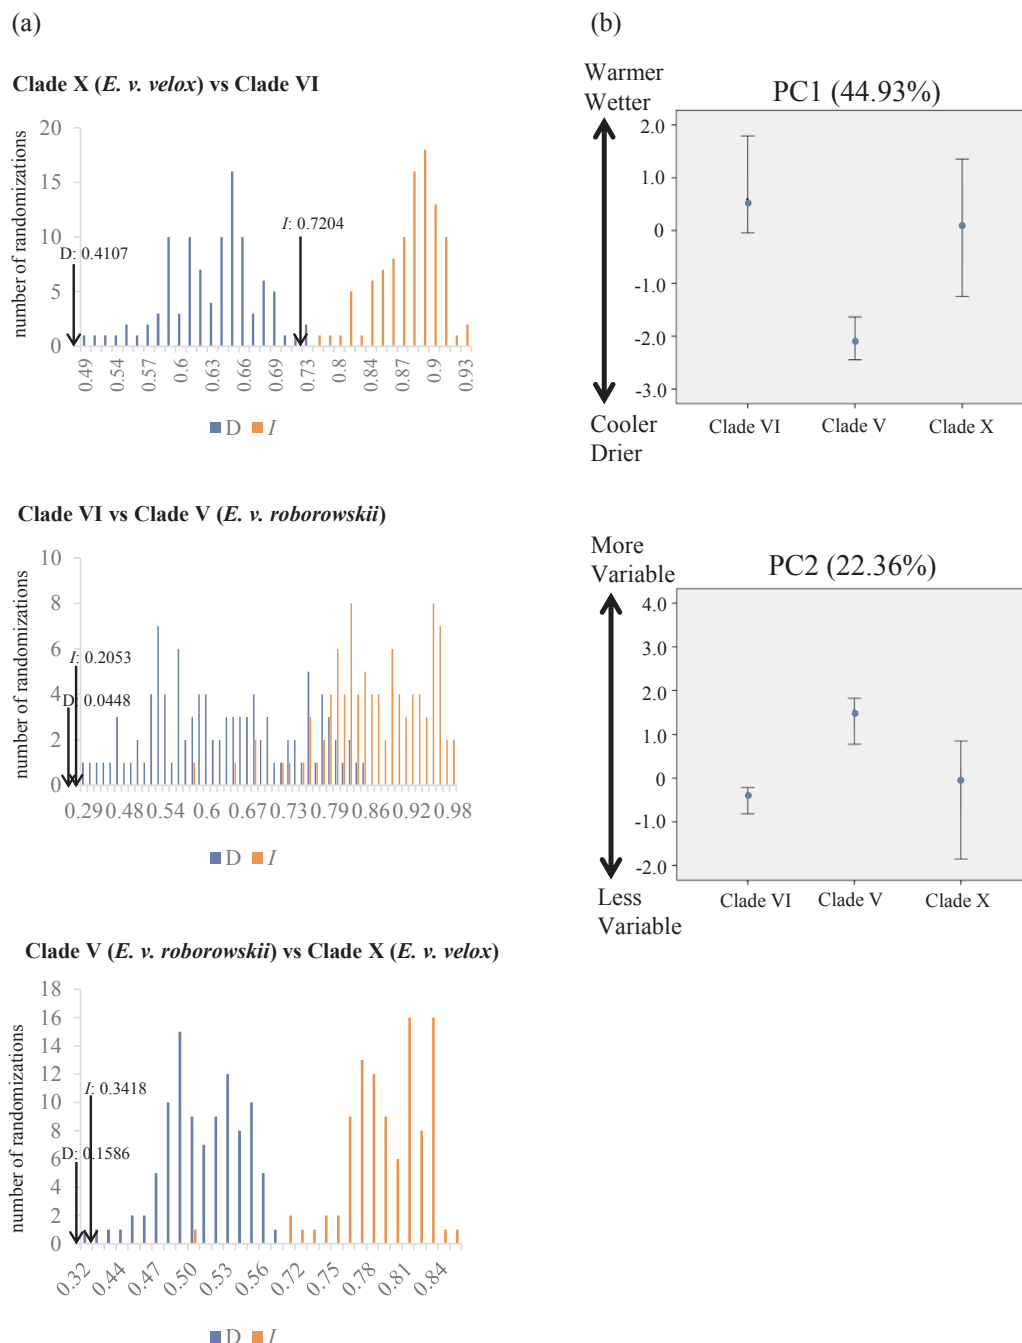 (a)
Clade X (E. v. velox) vs Clade VI
number of randomizations
20
15
10
5
0
D: 0.4107
I: 0.7204
0.49
0.54
0.57
0.6
0.63
0.66
0.69
0.73
0.8
0.84
0.87
0.9
0.93
D I
Clade VI vs Clade V (E. v. roborowskii)
number of randomizations
10
8
6
4
2
0
I: 0.2053
D: 0.0448
0.29 0.48 0.54 0.6 0.67 0.73 0.79 0.86 0.92 0.98
D I
Clade V (E. v. roborowskii) vs Clade X (E. v. velox)
number of randomizations
18
16
14
12
10
8
6
4
2
0
I: 0.3418
D: 0.1586
0.32
0.44
0.47
0.50
0.53
0.56
0.72
0.75
0.78
0.81
0.84
D I
(b)
Warmer
Wetter
PC1 (44.93%)
2.0
1.0
0
-1.0
-2.0
-3.0
Cooler
Drier
Clade VI Clade V Clade X
More
Variable
PC2 (22.36%)
4.0
3.0
2.0
1.0
0
-1.0
-2.0
Less
Variable
Clade VI Clade V Clade X